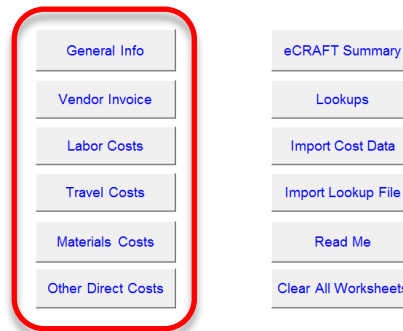 General Info
Vendor Invoice
Labor Costs
Travel Costs
Materials Costs
Other Direct Costs
eCRAFT Summary
Lookups
Import Cost Data
Import Lookup File
Read Me
Clear All Worksheets